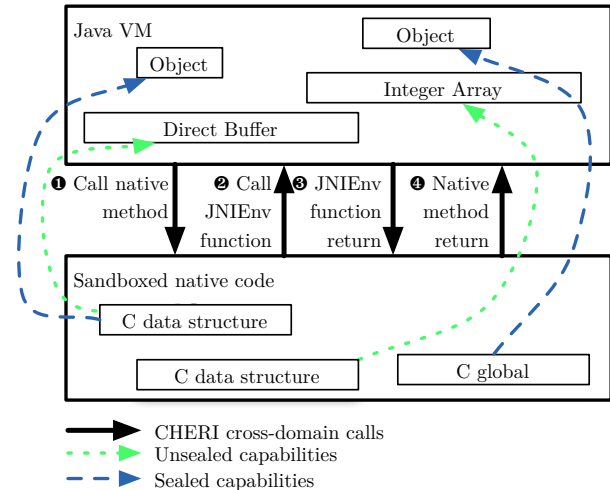 Java VM
Object
Object
Integer Array
Direct Buffer
❶ Call native
method
❷ Call
JNIEnv
function
❸ JNIEnv
function
return
❹ Native
method
return
Sandboxed native code
C data structure
C data structure
C global
CHERI cross-domain calls
Unsealed capabilities
Sealed capabilities